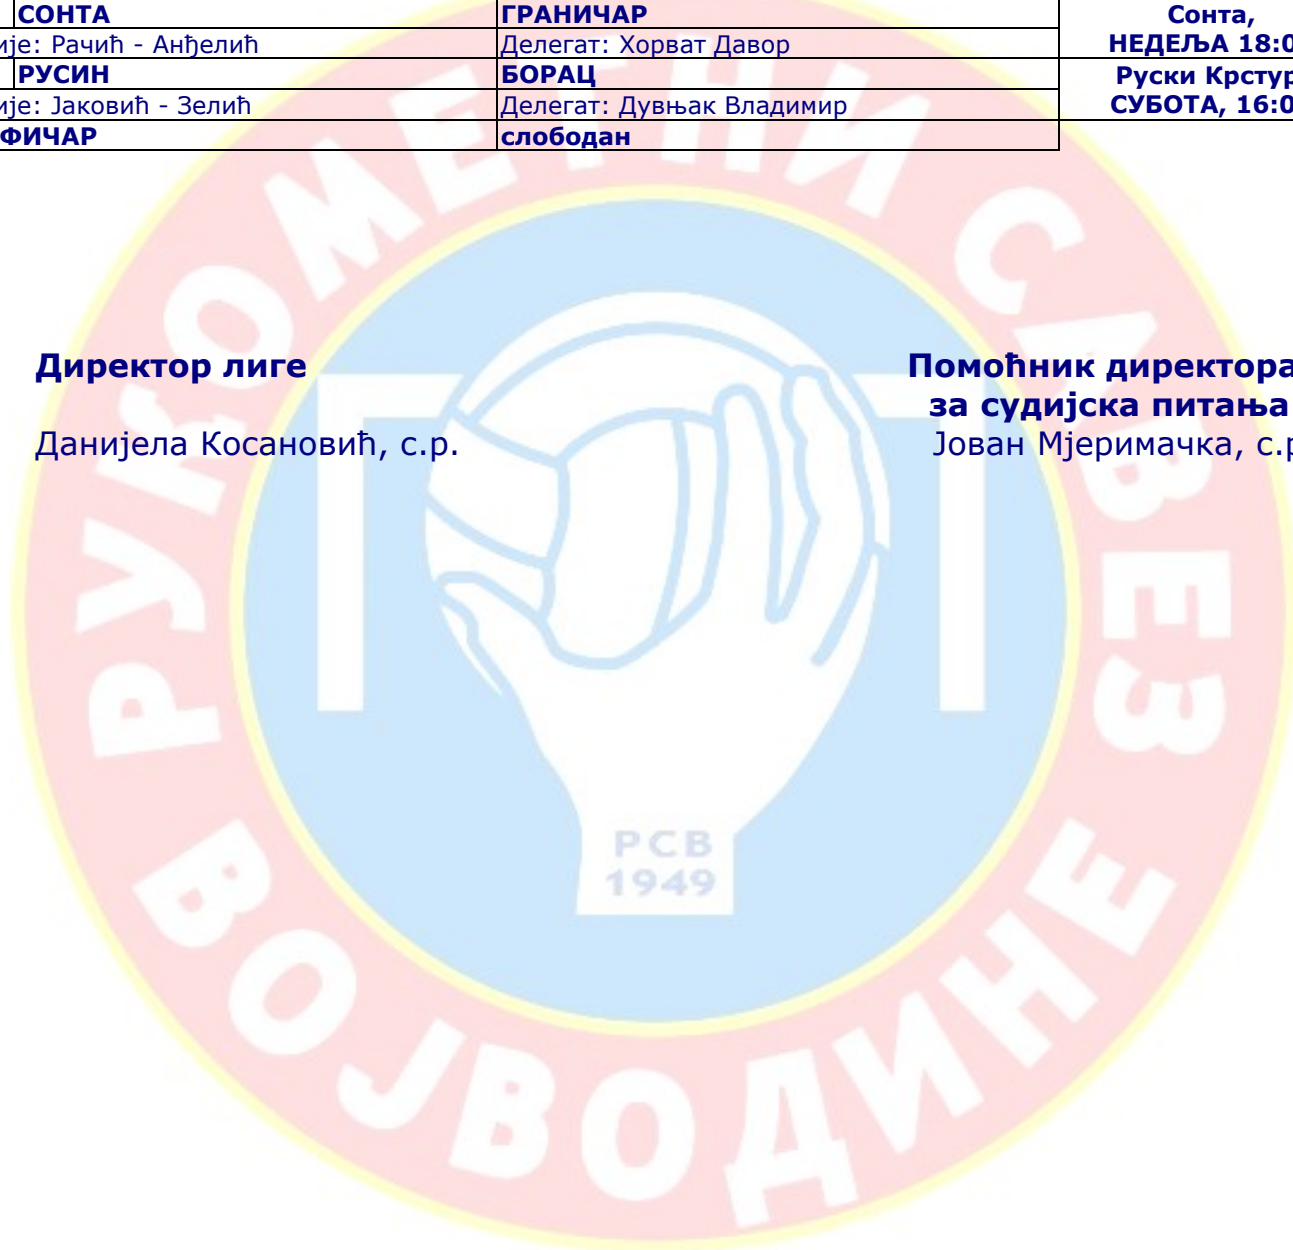 СОНТА ГРАНИЧАР Сонта,
ије: Рачић - Анђелић Делегат: Хорват Давор НЕДЕЉА 18:0
РУСИН БОРАЦ Руски Крстур
ије: Јаковић - Зелић Делегат: Дувњак Владимир СУБОТА, 16:0
ФИЧАР слободан
Директор лиге Помоћник директора
за судијска питања
Данијела Косановић, с.р. Јован Мјеримачка, с.р
РУКОМЕТНИ САВЕЗ
ВОЈВОДИНЕ
РСВ
1949